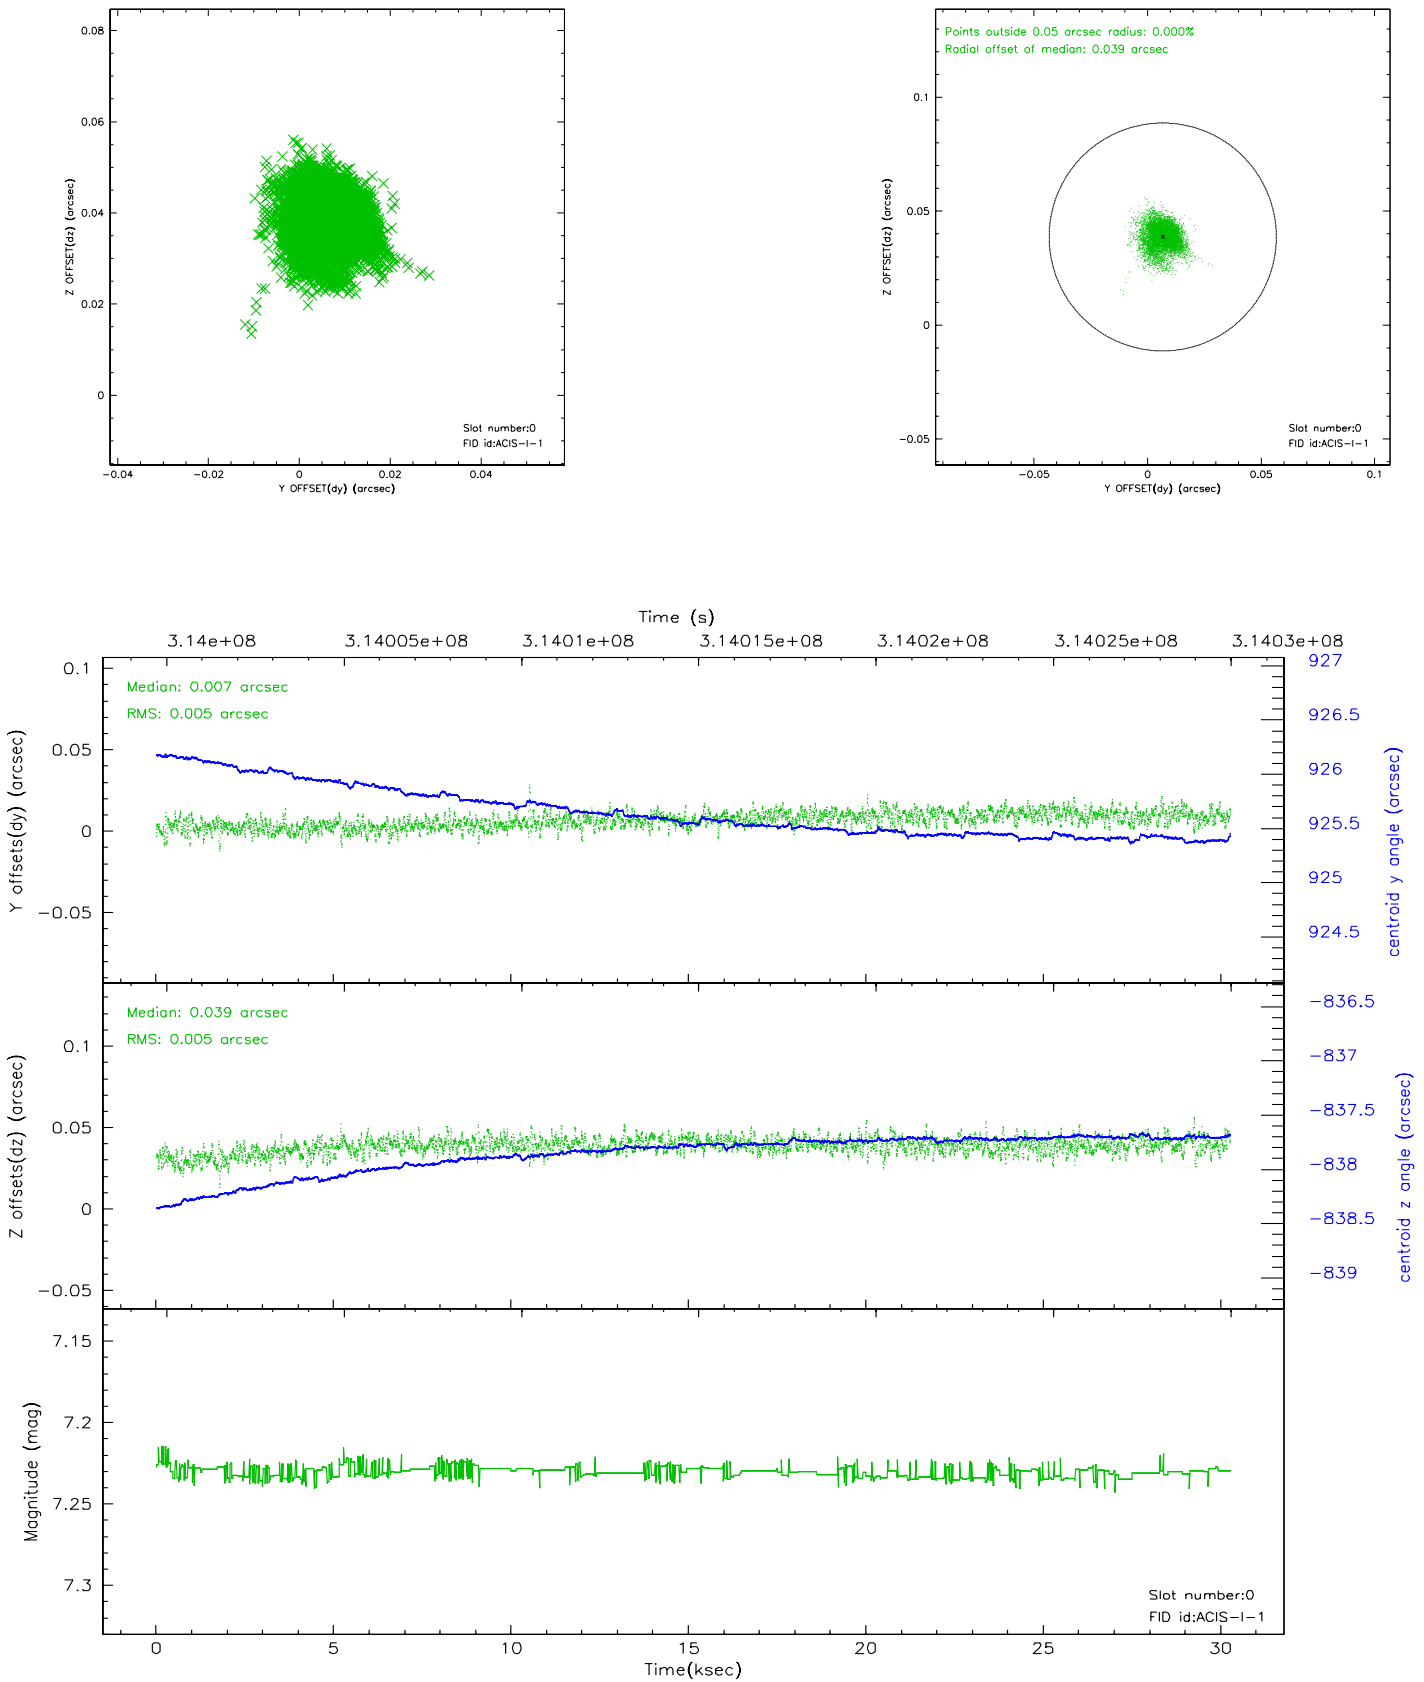 0.08
0.06
0.04
0.02
0
Z OFFSET(dz) (arcsec)
−0.04
−0.02
0
0.02
0.04
Y OFFSET(dy) (arcsec)
Slot number:0
FID id:ACIS−I−1
Points outside 0.05 arcsec radius: 0.000%
Radial offset of median: 0.039 arcsec
0.1
0.05
0
−0.05
Z OFFSET(dz) (arcsec)
−0.05
0
0.05
0.1
Y OFFSET(dy) (arcsec)
Slot number:0
FID id:ACIS−I−1
Time (s)
3.14e+08
3.14005e+08
3.1401e+08
3.14015e+08
3.1402e+08
3.14025e+08
3.1403e+08
Median: 0.007 arcsec
RMS: 0.005 arcsec
0.1
0.05
0
−0.05
Y offsets(dy) (arcsec)
927
926.5
926
925.5
925
924.5
centroid y angle (arcsec)
Median: 0.039 arcsec
RMS: 0.005 arcsec
0.1
0.05
0
−0.05
Z offsets(dz) (arcsec)
−836.5
−837
−837.5
−838
−838.5
−839
centroid z angle (arcsec)
7.15
7.2
7.25
7.3
Magnitude (mag)
Slot number:0
FID id:ACIS−I−1
0
5
10
15
20
25
30
Time(ksec)